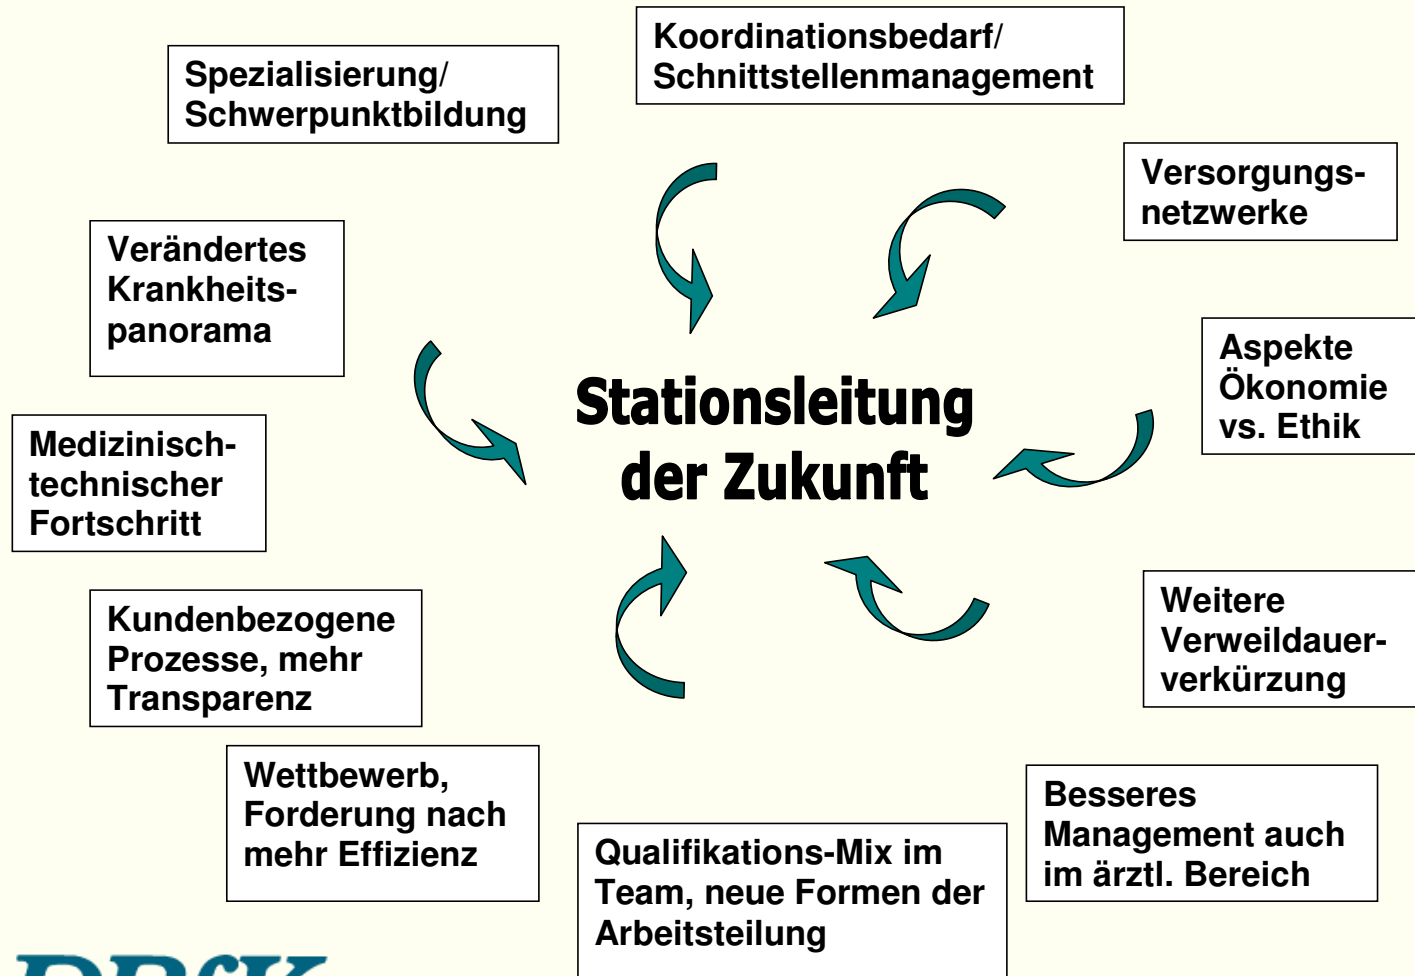 Koordinationsbedarf/
Schnittstellenmanagement
Spezialisierung/
Schwerpunktbildung
Versorgungs-
netzwerke
Verändertes
Krankheits-
panorama
Aspekte
Ökonomie
vs. Ethik
Stationsleitung
der Zukunft
Medizinisch-
technischer
Fortschritt
Weitere
Verweildauer-
verkürzung
Kundenbezogene
Prozesse, mehr
Transparenz
Wettbewerb,
Forderung nach
mehr Effizienz
Besseres
Management auch
im ärztl. Bereich
Qualifikations-Mix im
Team, neue Formen der
Arbeitsteilung
DBfK